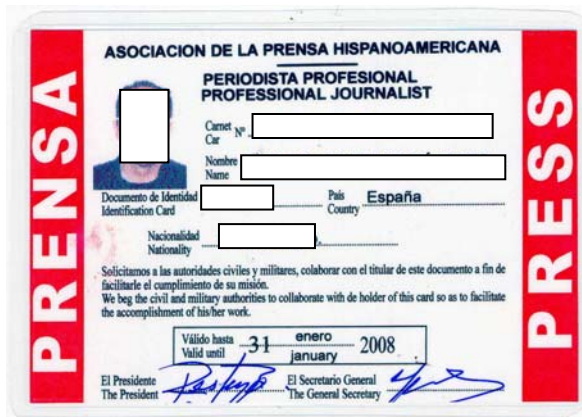 PRENSA
ASOCIACION DE LA PRENSA HISPANOAMERICANA
PERIODISTA PROFESIONAL
PROFESSIONAL JOURNALIST
Carnet Nº
Car
Nombre
Name
Documento de Identidad
Identification Card
País España
Country
Nacionalidad
Nationality
Solicitamos a las autoridades civiles y militares, colaborar con el titular de este documento a fin de
facilitarle el cumplimiento de su misión.
We beg the civil and military authorities to collaborate with de holder of this card so as to facilitate
the accomplishment of his/her work.
Válido hasta 31 enero 2008
Valid until january
El Presidente El Secretario General
The President The General Secretary
PRESS